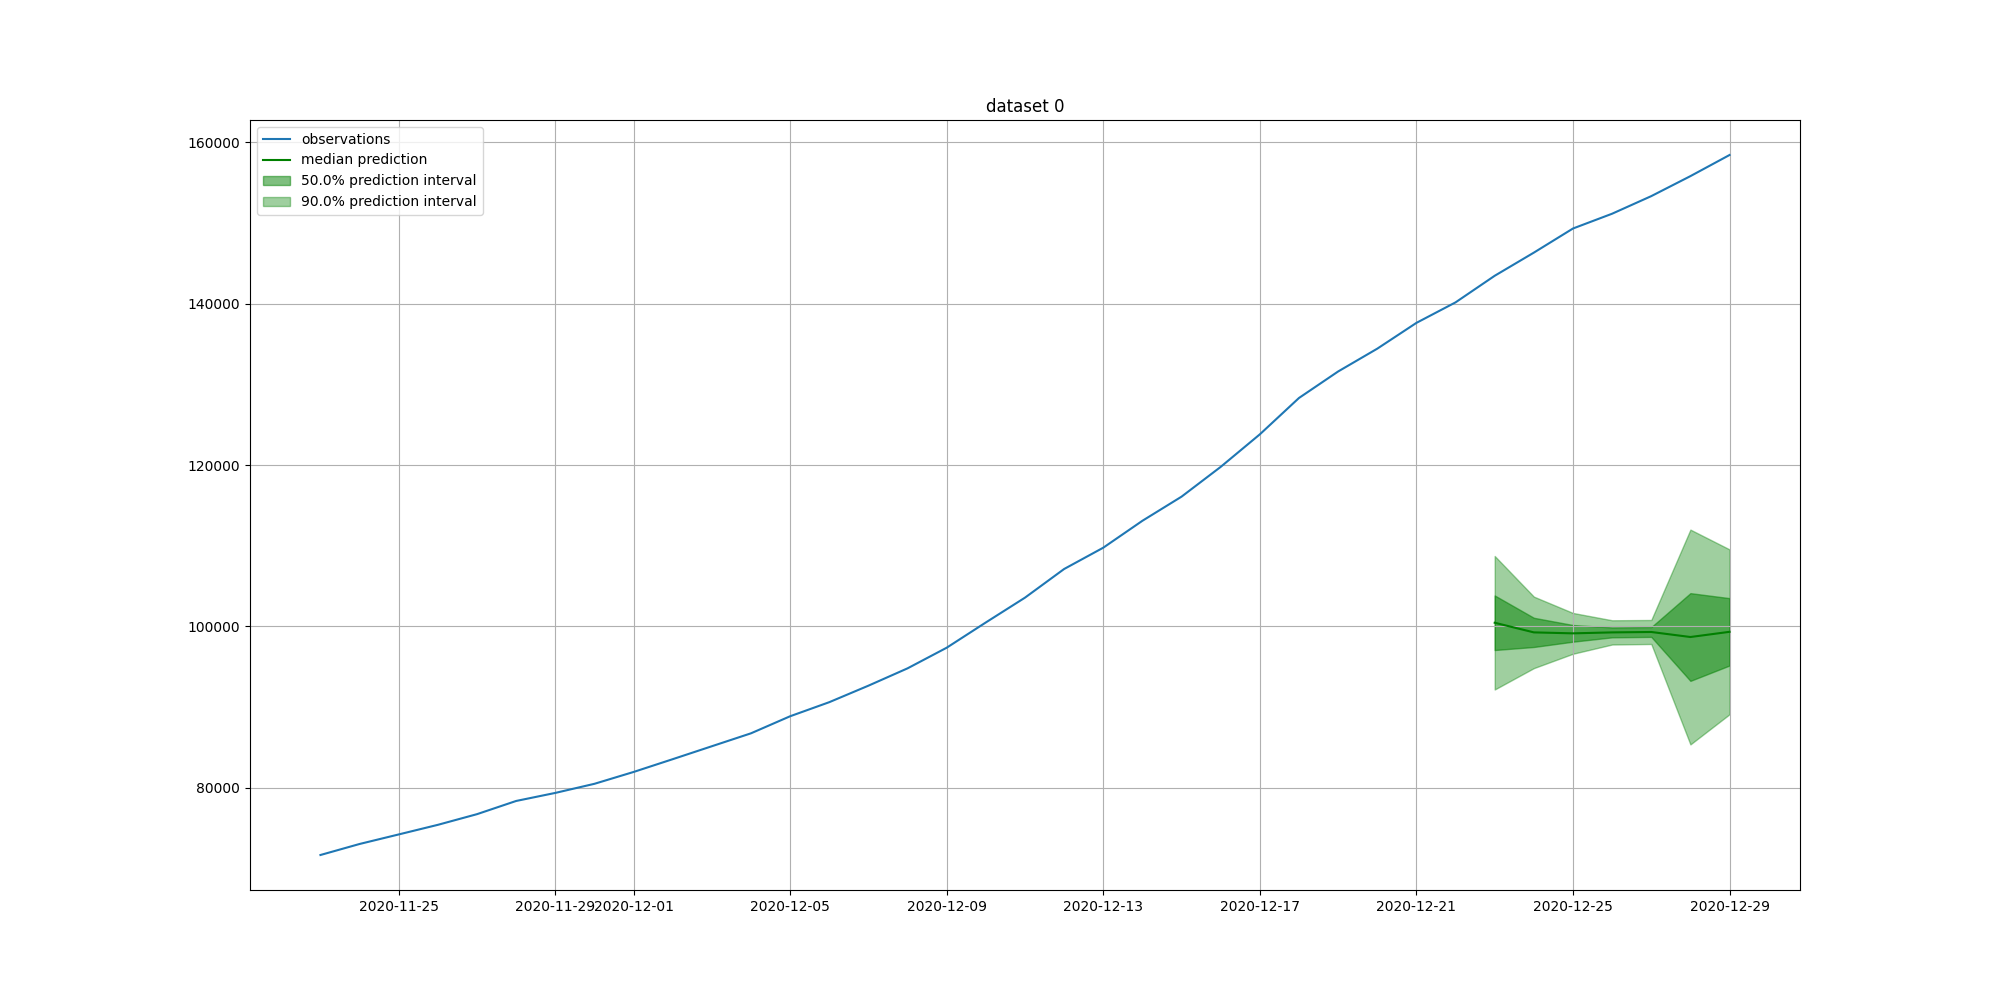 dataset 0
observations
median prediction
50.0% prediction interval
90.0% prediction interval
160000
140000
120000
100000
80000
2020-11-25 2020-11-29 2020-12-01 2020-12-05 2020-12-09 2020-12-13 2020-12-17 2020-12-21 2020-12-25 2020-12-29